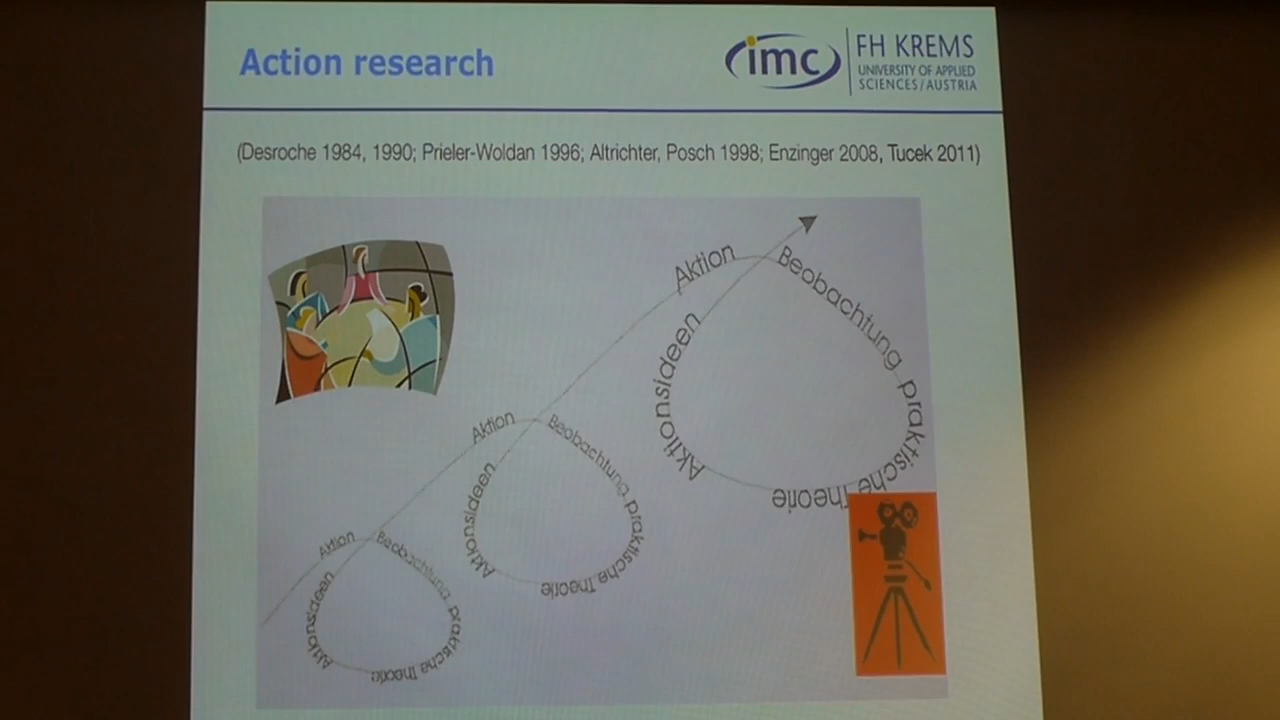 Action research
imc
FH KREMS
UNIVERSITY OF APPLIED
SCIENCES/AUSTRIA
(Desroche 1984, 1990; Prieler-Woldan 1996; Altrichter, Posch 1998; Enzinger 2008, Tucek 2011)
Aktion
Beobachtung
praktische Theorie
Aktionsideen
Aktion
Beobachtung
praktische Theorie
Aktionsideen
Aktion
Beobachtung
praktische Theorie
Aktionsideen